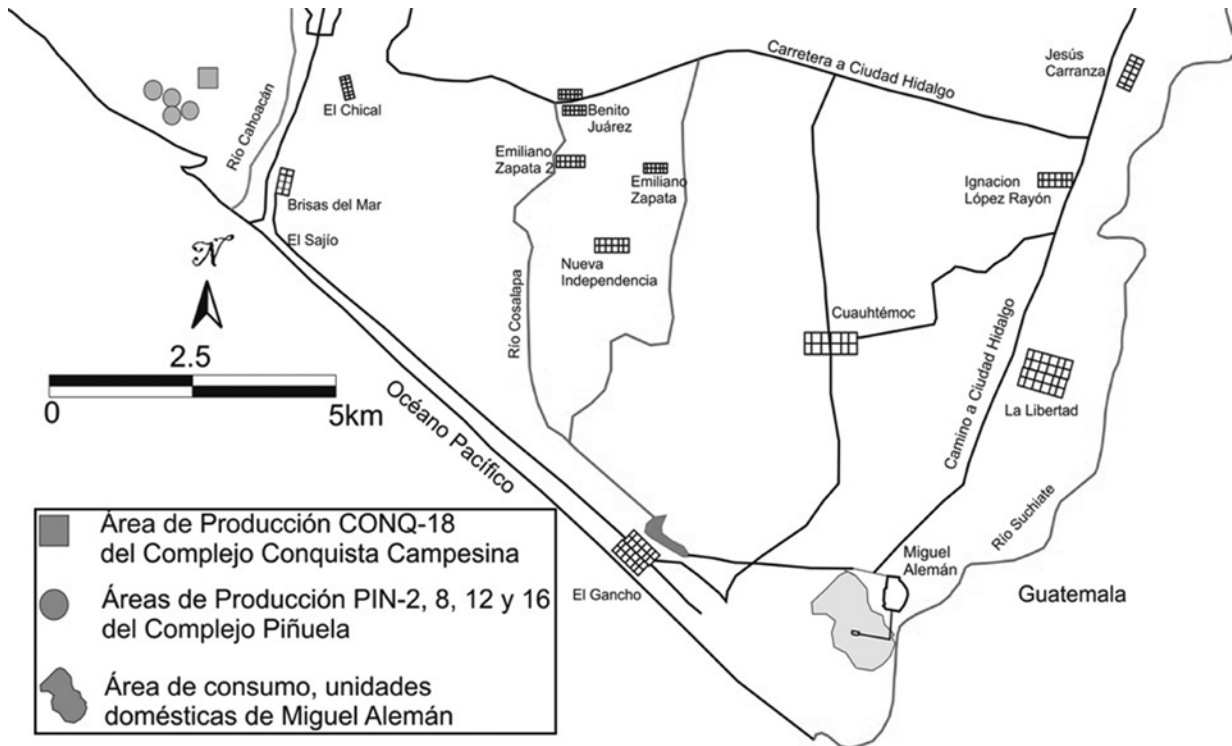 Carretera a Ciudad Hidalgo
Jesús
Carranza
Río Cahoacán
El Chical
Benito
Juárez
Emiliano
Zapata 2
Emiliano
Zapata
Ignacion
López Rayón
Brisas del Mar
El Sajío
N
Nueva
Independencia
Río Cosalapa
Cuauhtémoc
Camino a Ciudad Hidalgo
La Libertad
2.5
0
5km
Océano Pacífico
Río Suchiate
Miguel
Alemán
El Gancho
Guatemala
Área de Producción CONQ-18
del Complejo Conquista Campesina
Áreas de Producción PIN-2, 8, 12 y 16
del Complejo Piñuela
Área de consumo, unidades
domésticas de Miguel Alemán